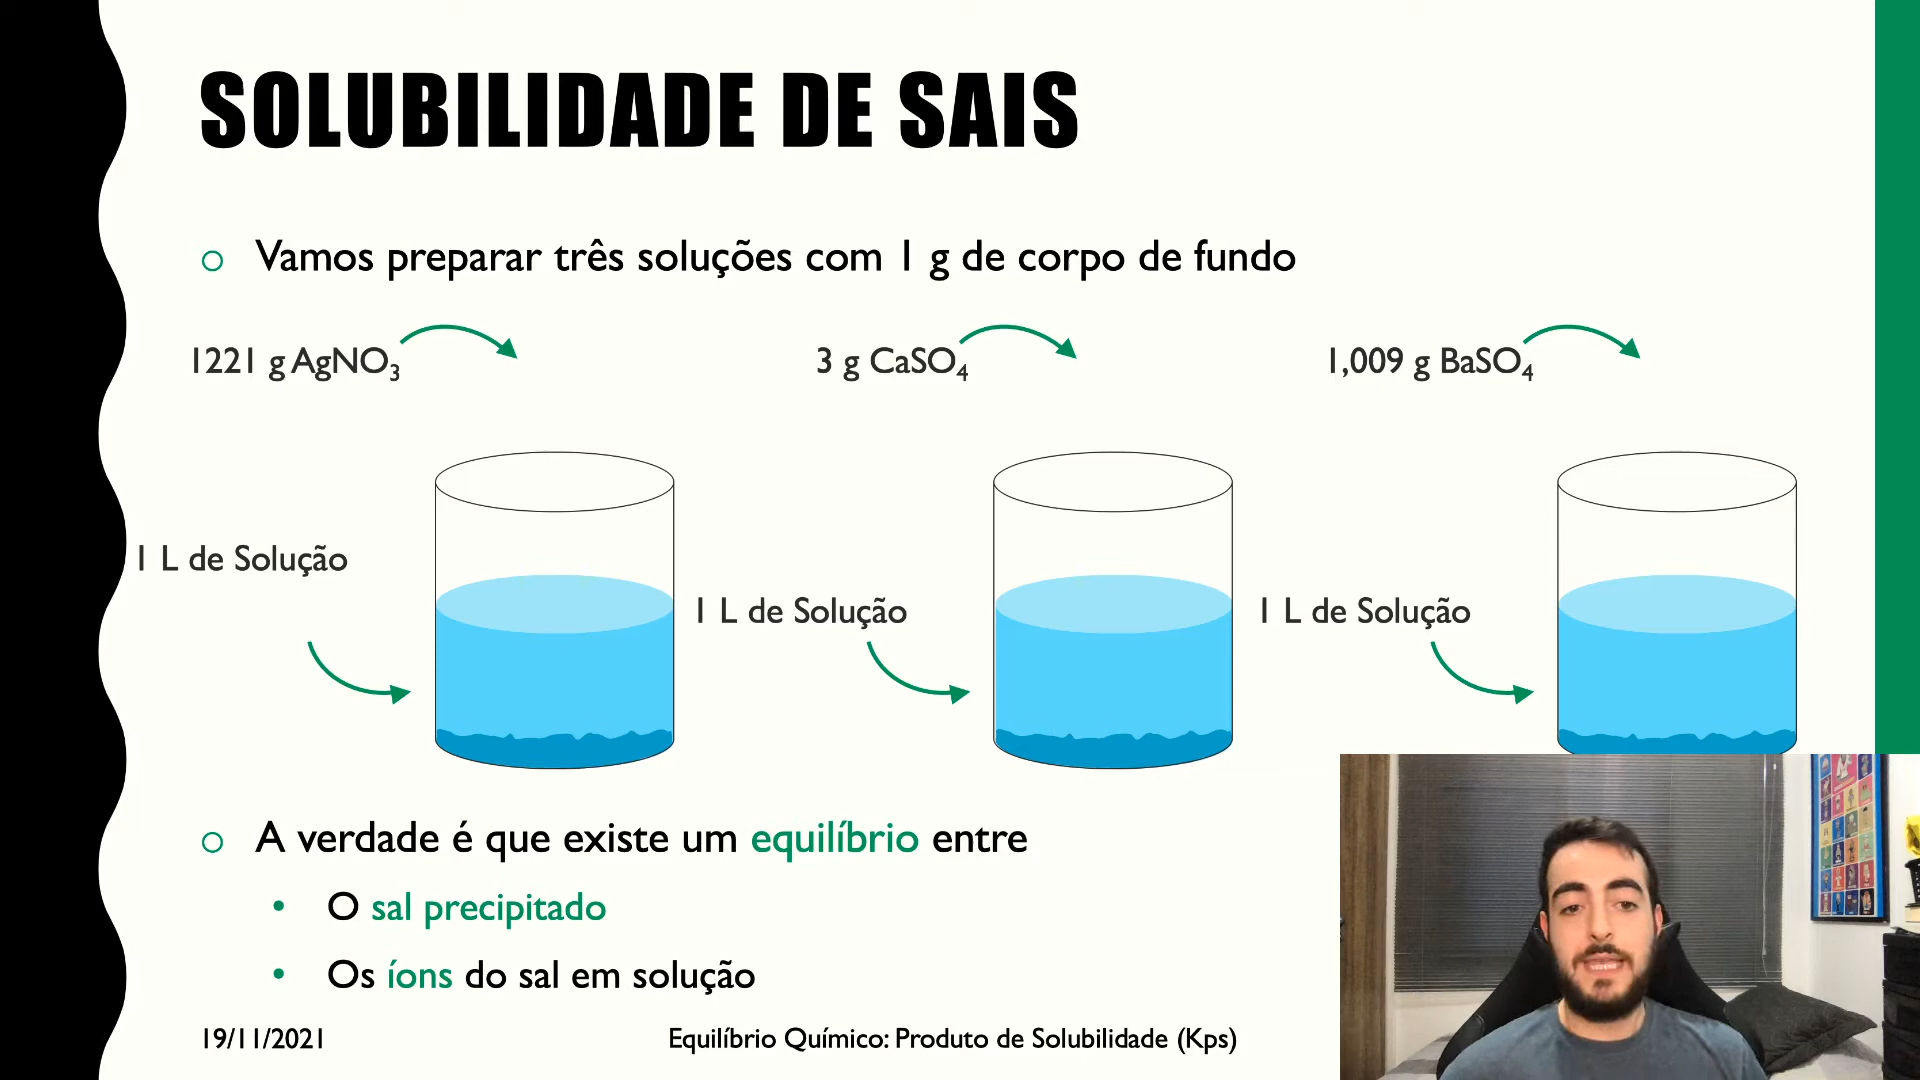 SOLUBILIDADE DE SAIS
Vamos preparar três soluções com 1 g de corpo de fundo
1221 g AgNO₃
3 g CaSO₄
1,009 g BaSO₄
1 L de Solução
1 L de Solução
1 L de Solução
A verdade é que existe um equilíbrio entre
O sal precipitado
Os íons do sal em solução
19/11/2021
Equilíbrio Químico: Produto de Solubilidade (Kps)